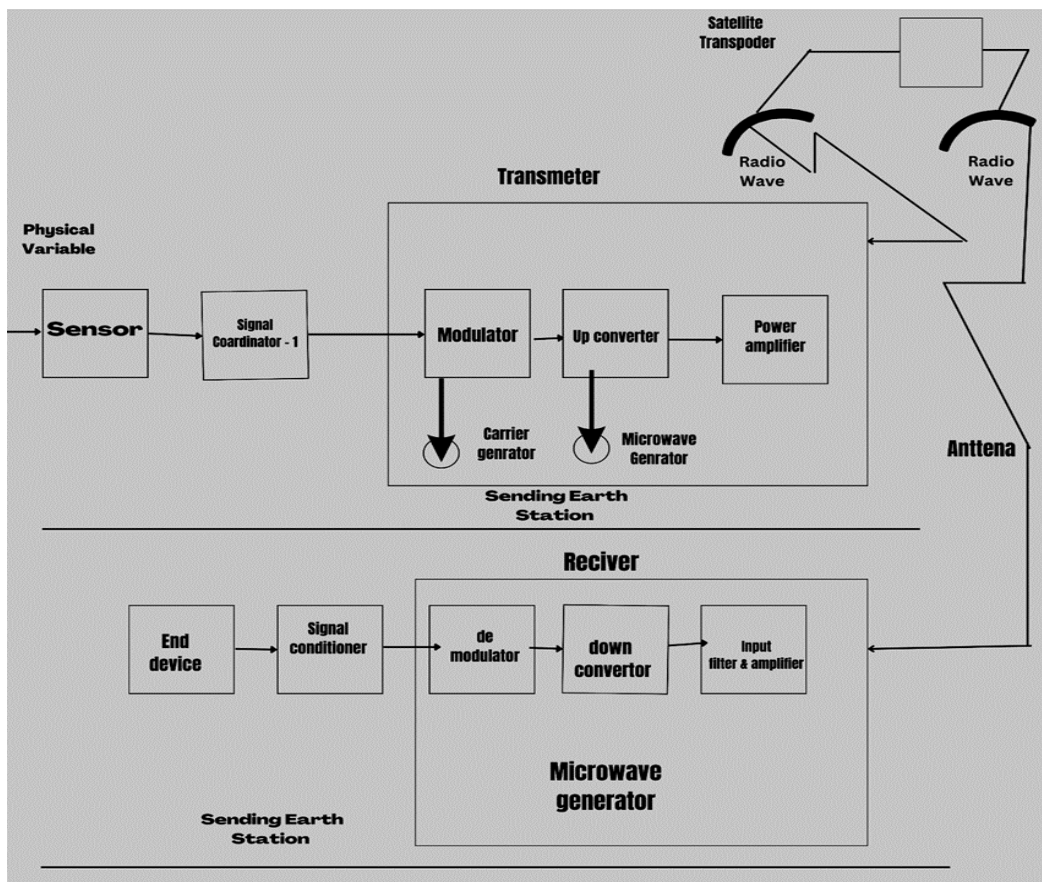 Satellite
Transpoder
Radio
Wave
Radio
Wave
Transmeter
Physical
Variable
Sensor
Signal
Coardinator - 1
Modulator
Up converter
Power
amplifier
Carrier
genrator
Microwave
Genrator
Anttena
Sending Earth
Station
Reciver
End
device
Signal
conditioner
de
modulator
down
convertor
Input
filter & amplifier
Microwave
generator
Sending Earth
Station